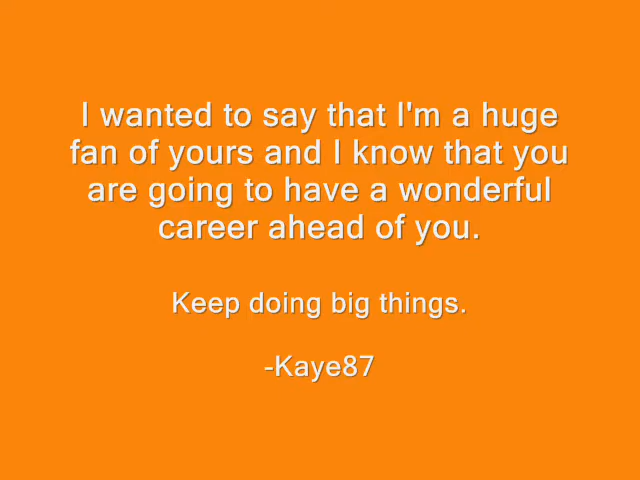 I wanted to say that I'm a huge
fan of yours and I know that you
are going to have a wonderful
career ahead of you.
Keep doing big things.
-Kaye87